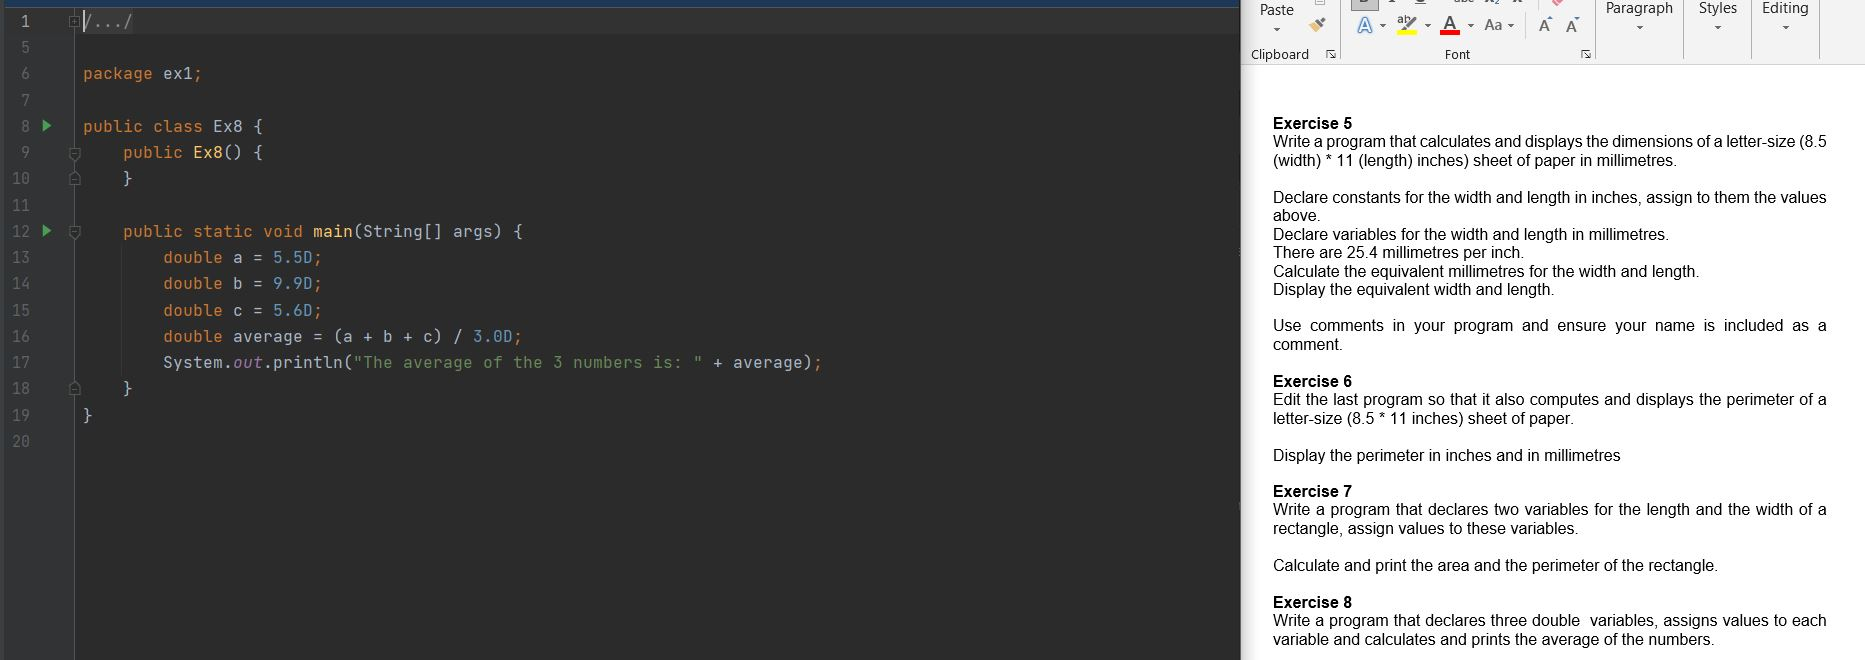 1 /.../
5
6 package ex1;
7
8 public class Ex8 {
9 public Ex8() {
10 }
11
12 public static void main(String[] args) {
13 double a = 5.5D;
14 double b = 9.9D;
15 double c = 5.6D;
16 double average = (a + b + c) / 3.0D;
17 System.out.println("The average of the 3 numbers is: " + average);
18 }
19 }
20
Paste
Clipboard
A ab A Aa A A
Font
Paragraph
Styles
Editing
Exercise 5
Write a program that calculates and displays the dimensions of a letter-size (8.5
(width) * 11 (length) inches) sheet of paper in millimetres.
Declare constants for the width and length in inches, assign to them the values
above.
Declare variables for the width and length in millimetres.
There are 25.4 millimetres per inch.
Calculate the equivalent millimetres for the width and length.
Display the equivalent width and length.
Use comments in your program and ensure your name is included as a
comment.
Exercise 6
Edit the last program so that it also computes and displays the perimeter of a
letter-size (8.5 * 11 inches) sheet of paper.
Display the perimeter in inches and in millimetres
Exercise 7
Write a program that declares two variables for the length and the width of a
rectangle, assign values to these variables.
Calculate and print the area and the perimeter of the rectangle.
Exercise 8
Write a program that declares three double variables, assigns values to each
variable and calculates and prints the average of the numbers.